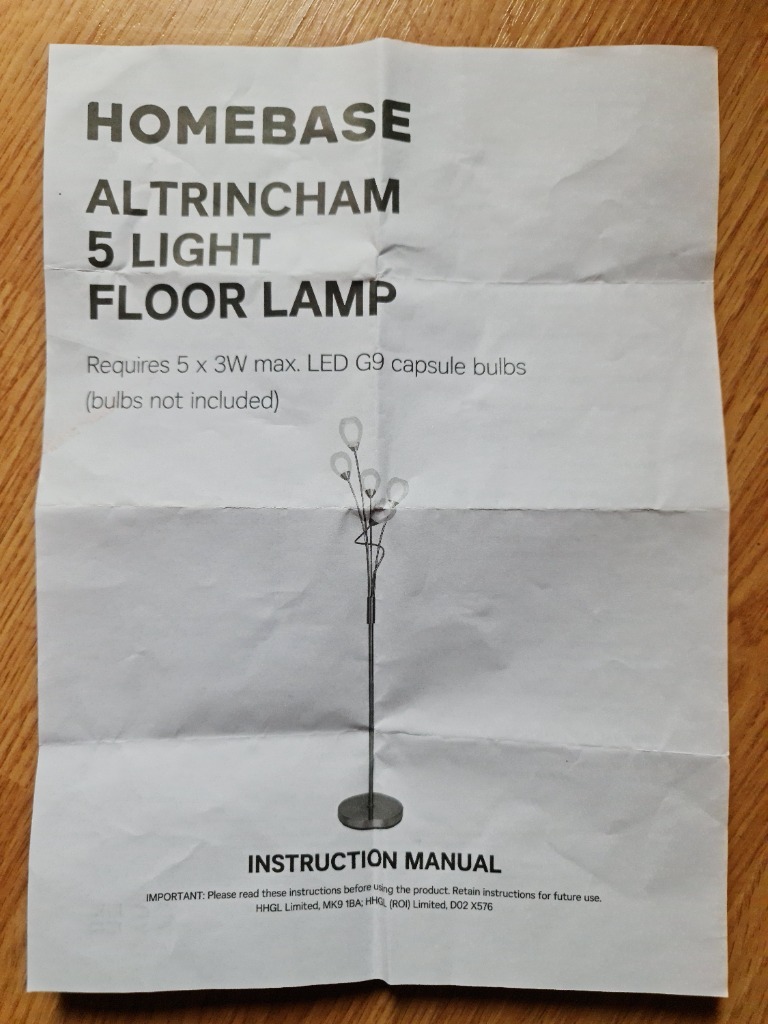 HOMEBASE
ALTRINCHAM
5 LIGHT
FLOOR LAMP
Requires 5 x 3W max. LED G9 capsule bulbs
(bulbs not included)
INSTRUCTION MANUAL
IMPORTANT: Please read these instructions before using the product. Retain instructions for future use.
HHGL Limited, MK9 1BA; HHGL (ROI) Limited, D02 X576